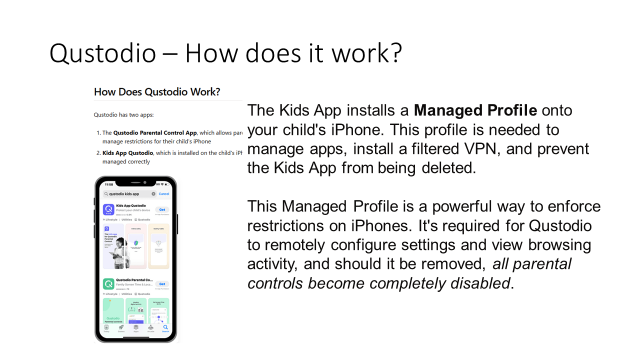 Qustodio – How does it work?
How Does Qustodio Work?
Qustodio has two apps:
1. The Qustodio Parental Control App, which allows
manage restrictions for their child's iPhone
2. Kids App Qustodio, which is installed on the child's
managed correctly
The Kids App installs a Managed Profile onto
your child's iPhone. This profile is needed to
manage apps, install a filtered VPN, and prevent
the Kids App from being deleted.
This Managed Profile is a powerful way to enforce
restrictions on iPhones. It's required for Qustodio
to remotely configure settings and view browsing
activity, and should it be removed, all parental
controls become completely disabled.
qustodio kids app
Cancel
Kids App Qustodio
Get
Qustodio Parental Co...
Get